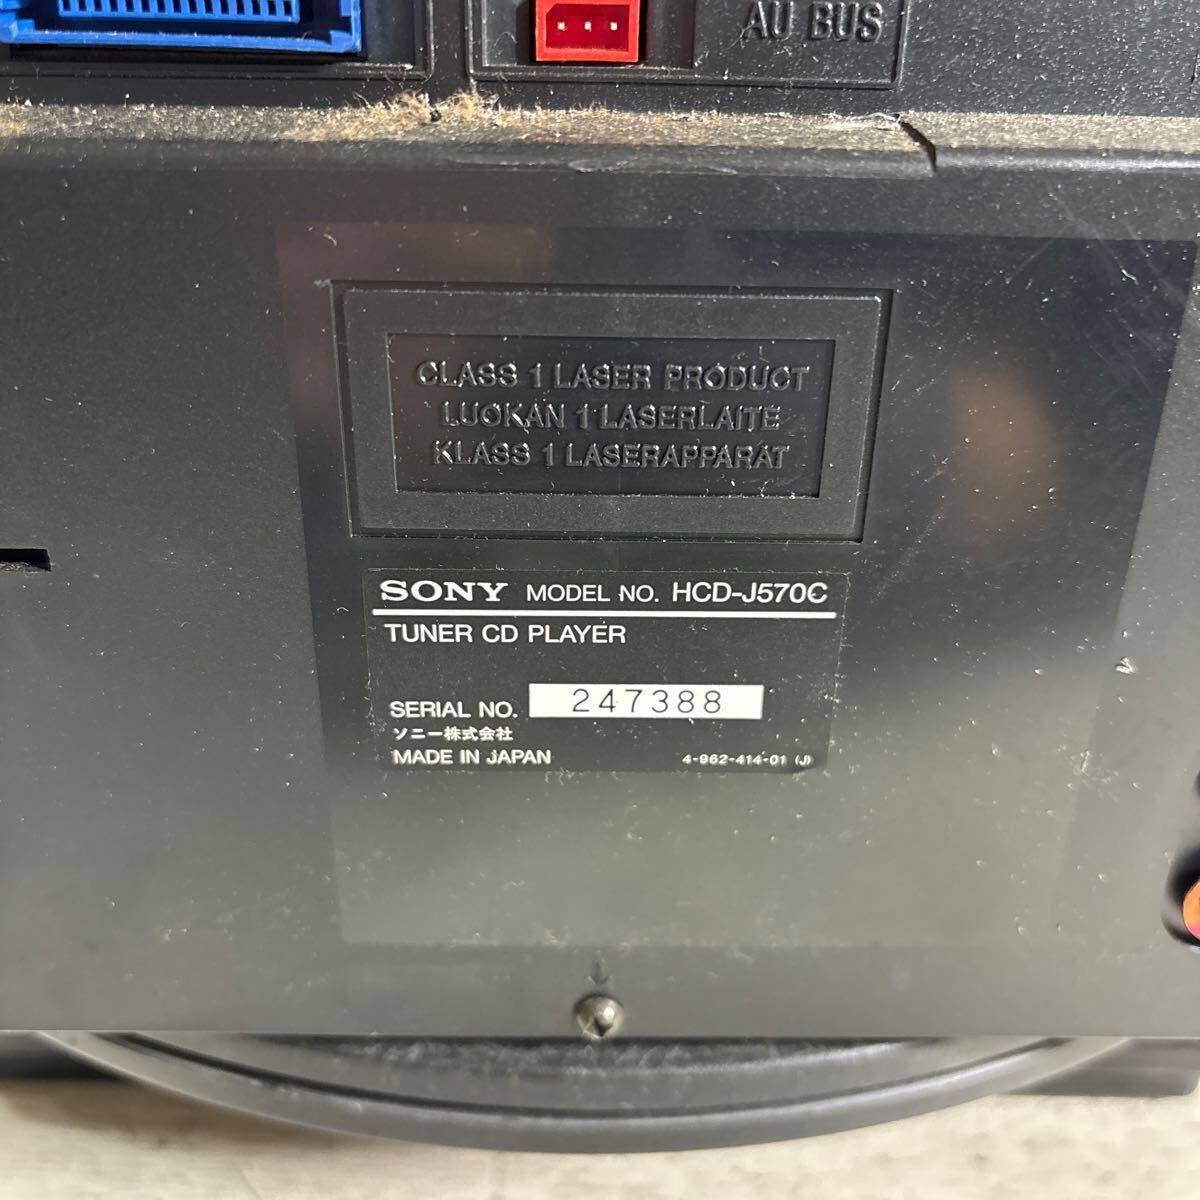 AU BUS
CLASS 1 LASER PRODUCT
LUOKAN 1 LASERLAITE
KLASS 1 LASERAPPARAT
SONY MODEL NO. HCD-J570C
TUNER CD PLAYER
SERIAL NO. 247388
ソニー株式会社
MADE IN JAPAN 4-962-414-01 (J)